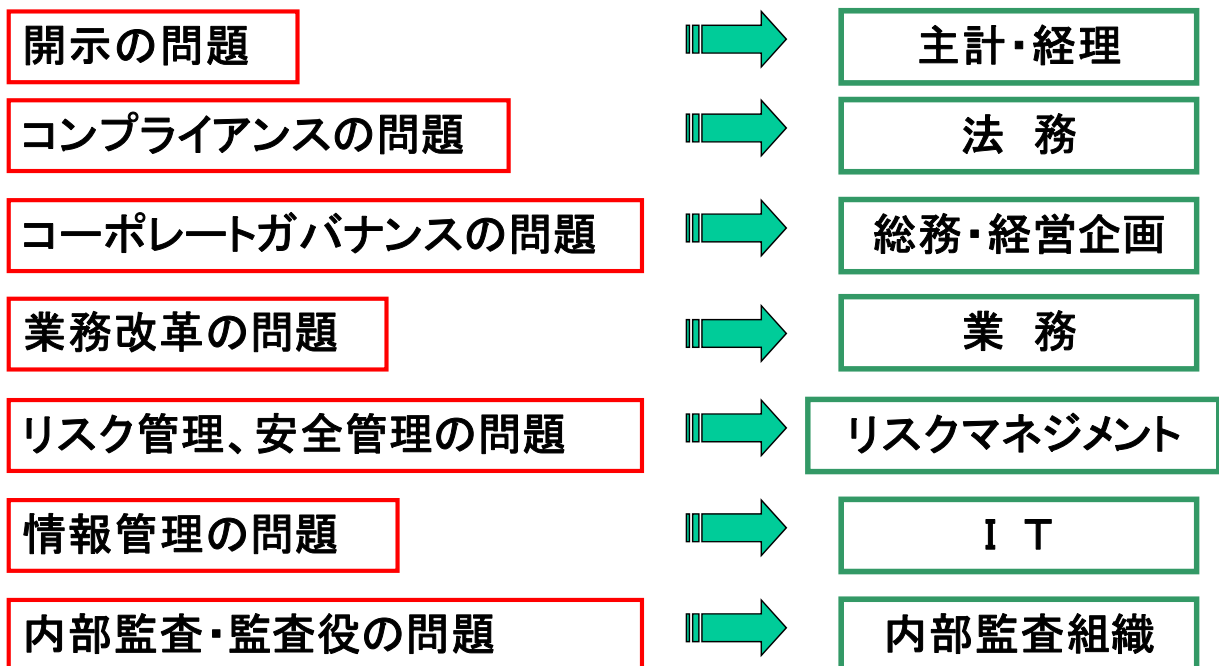 開示の問題
主計・経理
コンプライアンスの問題
法　務
コーポレートガバナンスの問題
総務・経営企画
業務改革の問題
業　務
リスク管理、安全管理の問題
リスクマネジメント
情報管理の問題
ＩＴ
内部監査・監査役の問題
内部監査組織